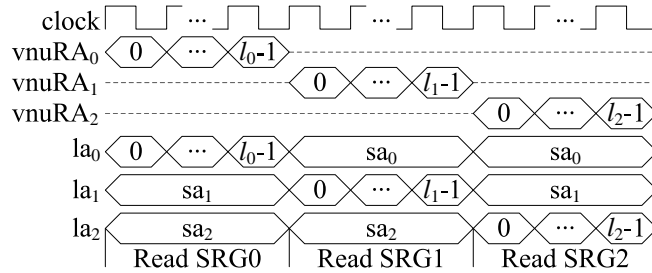 clock ... ... ...
vnuRA₀ 0 ... l₀-1
vnuRA₁ 0 ... l₁-1
vnuRA₂ 0 ... l₂-1
la₀ 0 ... l₀-1 sa₀ sa₀
la₁ sa₁ 0 ... l₁-1 sa₁
la₂ sa₂ sa₂ 0 ... l₂-1
Read SRG0 Read SRG1 Read SRG2